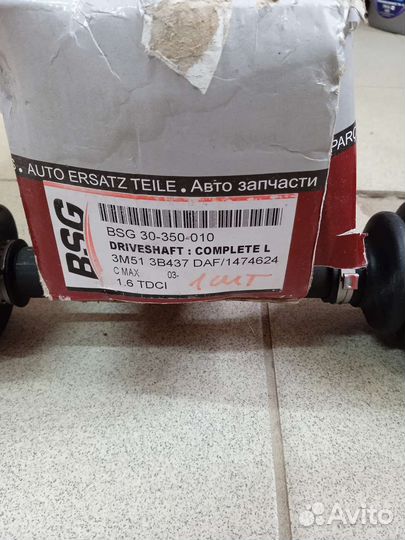 PARÇ
• AUTO ERSATZ TEILE • Авто запчасти
BSG
BSG 30-350-010
DRIVESHAFT : COMPLETE L
3M51 3B437 DAF/1474624
C MAX 03-
1.6 TDCI
1 шт
Avito